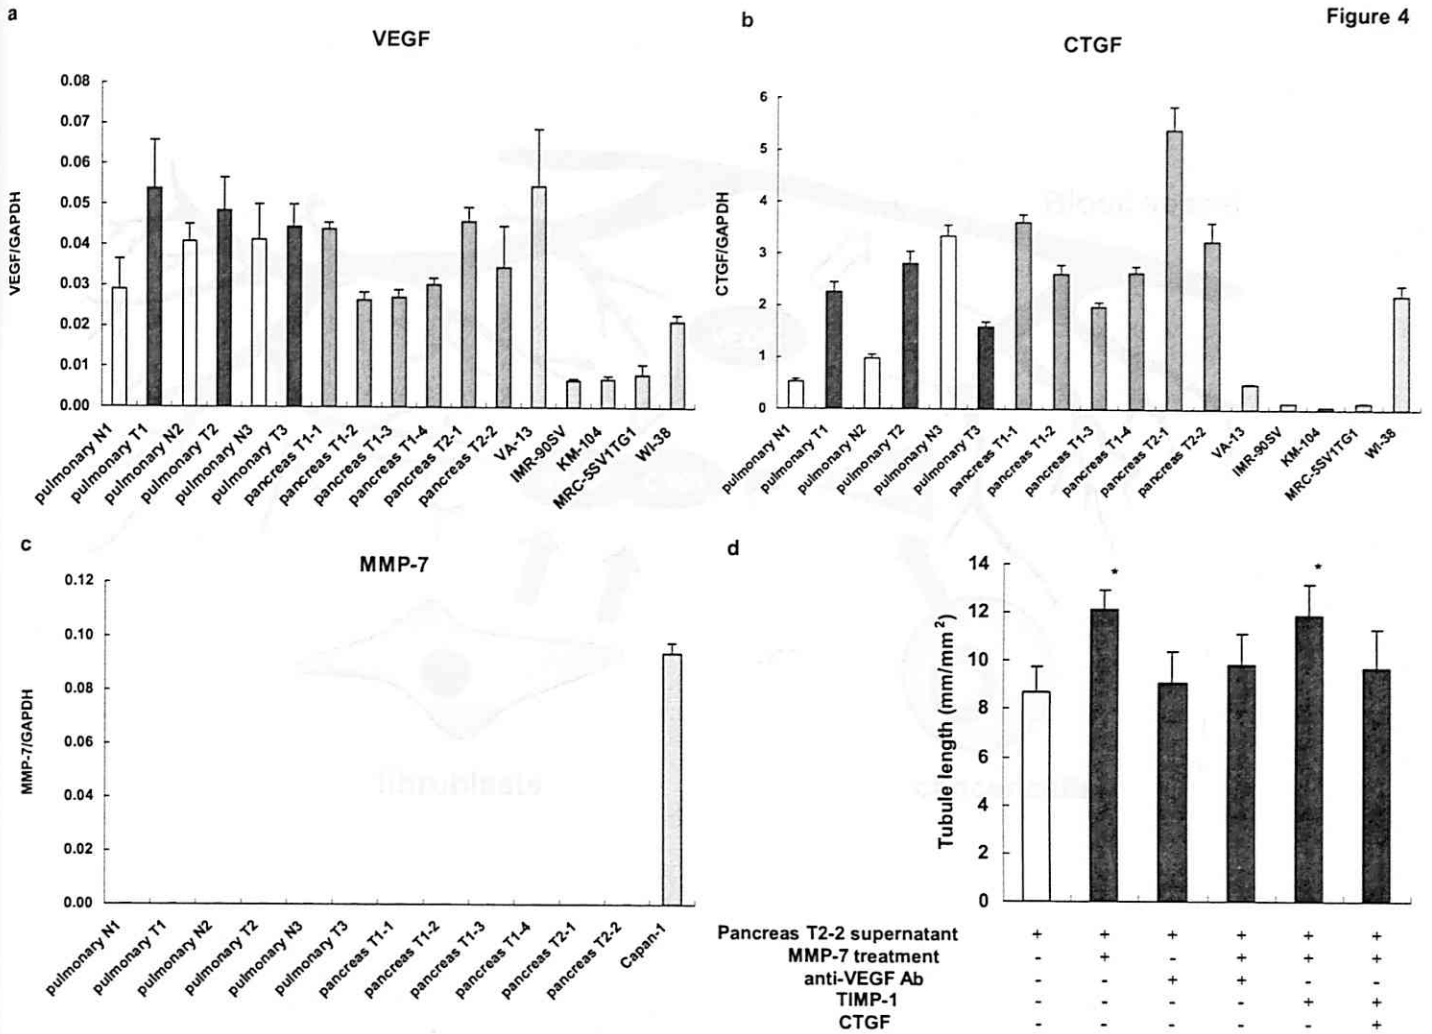 a
b
Figure 4
VEGF
CTGF
0.08
0.07
0.06
0.05
0.04
0.03
0.02
0.01
0.00
VEGF/GAPDH
pulmonary N1
pulmonary T1
pulmonary N2
pulmonary T2
pulmonary N3
pulmonary T3
pancreas T1-1
pancreas T1-2
pancreas T1-3
pancreas T1-4
pancreas T2-1
pancreas T2-2
VA-13
IMR-90SV
KM-104
MRC-5SV1TG1
WI-38
6
5
4
3
2
1
0
CTGF/GAPDH
pulmonary N1
pulmonary T1
pulmonary N2
pulmonary T2
pulmonary N3
pulmonary T3
pancreas T1-1
pancreas T1-2
pancreas T1-3
pancreas T1-4
pancreas T2-1
pancreas T2-2
VA-13
IMR-90SV
KM-104
MRC-5SV1TG1
WI-38
Blood vessel
VEGF
c
MMP-7
0.12
0.10
0.08
0.06
0.04
0.02
0.00
MMP-7/GAPDH
pulmonary N1
pulmonary T1
pulmonary N2
pulmonary T2
pulmonary N3
pulmonary T3
pancreas T1-1
pancreas T1-2
pancreas T1-3
pancreas T1-4
pancreas T2-1
pancreas T2-2
Capan-1
fibroblasts
d
14
12
10
8
6
4
2
0
Tubule length (mm/mm²)
* *
Pancreas T2-2 supernatant + + + + + +
MMP-7 treatment - + - + + +
anti-VEGF Ab - - + + - -
TIMP-1 - - - - + +
CTGF - - - - - +